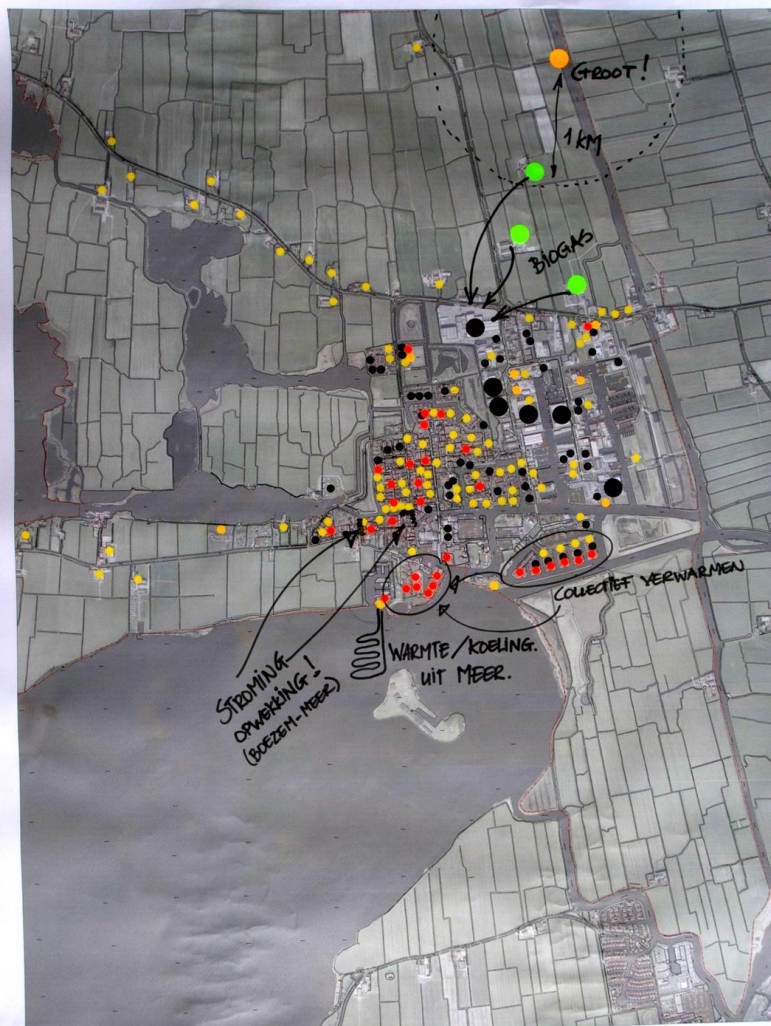 GROOT!
1 KM
BIOGAS
COLLECTIEF VERWARMEN
WARMTE/KOELING.
UIT MEER.
STROMING
OPWEKKING!
(BOEZEM-MEER)